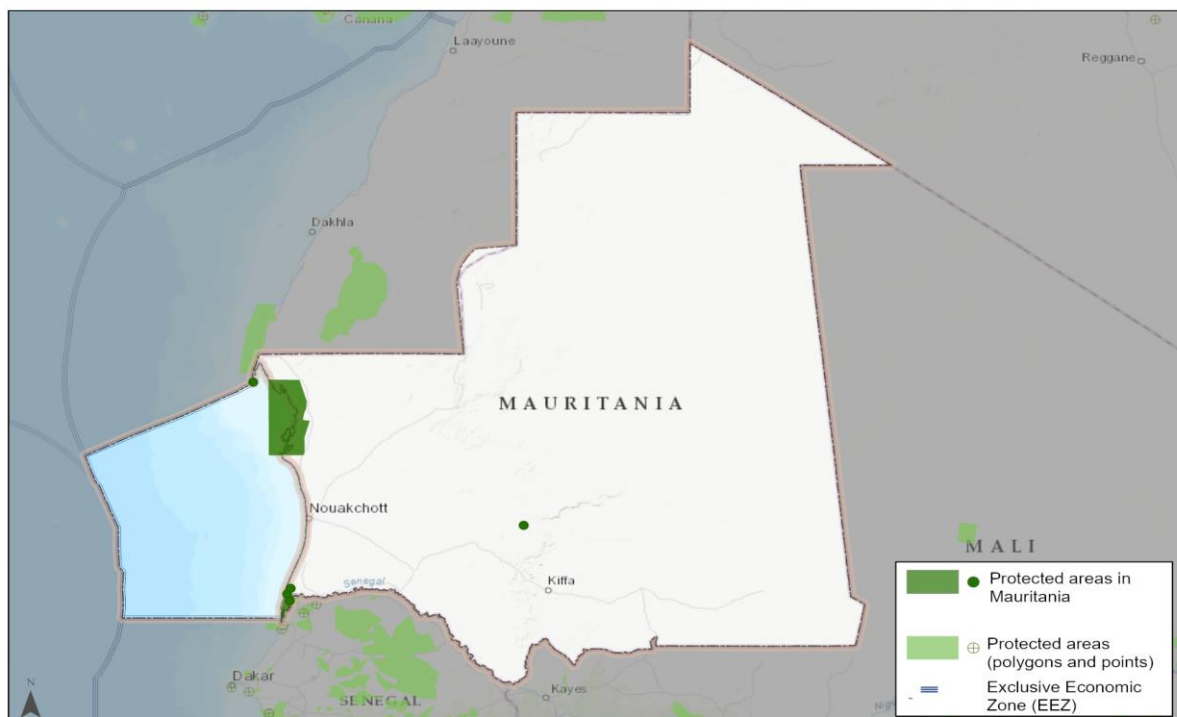 Canana
Laayoune
Reggane
Dakhla
MAURITANIA
Nouakchott
MALI
Senegal
Kiffa
Dakar
SENEGAL
Kayes
N
Protected areas in
Mauritania
Protected areas
(polygons and points)
Exclusive Economic
Zone (EEZ)